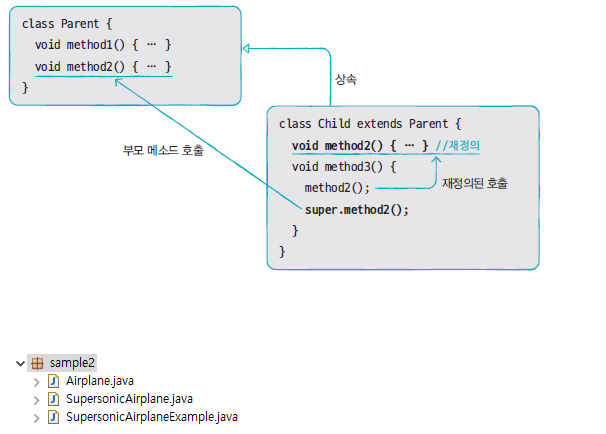 class Parent {
void method1() { … }
void method2() { … }
}
상속
class Child extends Parent {
void method2() { … } //재정의
void method3() {
method2();
super.method2();
}
}
부모 메소드 호출
재정의된 호출
sample2
Airplane.java
SupersonicAirplane.java
SupersonicAirplaneExample.java